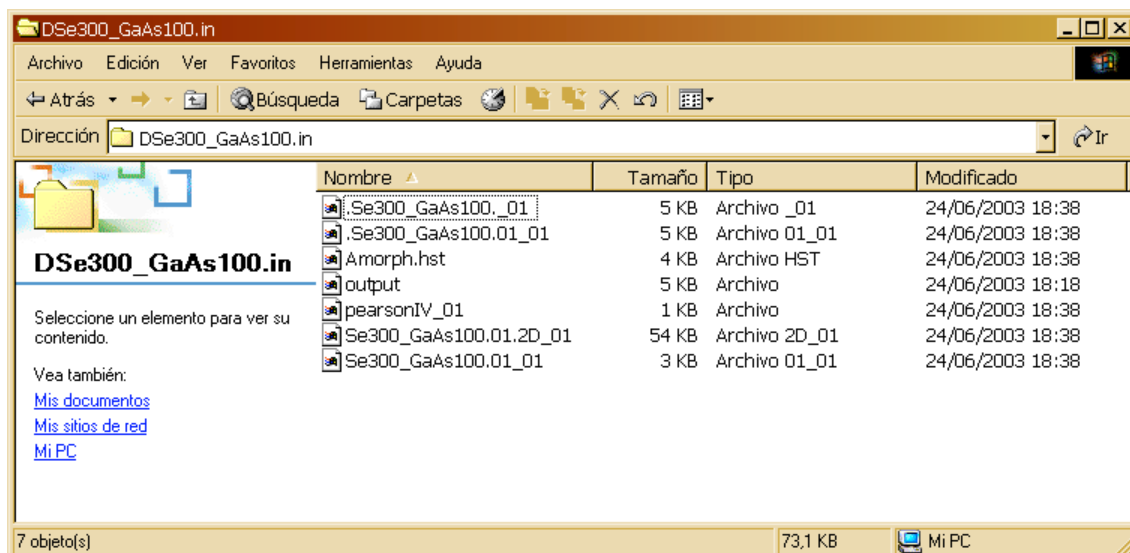 DSe300_GaAs100.in
Archivo Edición Ver Favoritos Herramientas Ayuda
Atrás Búsqueda Carpetas
Dirección DSe300_GaAs100.in Ir
Nombre Tamaño Tipo Modificado
.Se300_GaAs100._01 5 KB Archivo _01 24/06/2003 18:38
.Se300_GaAs100.01_01 5 KB Archivo 01_01 24/06/2003 18:38
Amorph.hst 4 KB Archivo HST 24/06/2003 18:38
output 5 KB Archivo 24/06/2003 18:18
pearsonIV_01 1 KB Archivo 24/06/2003 18:38
Se300_GaAs100.01.2D_01 54 KB Archivo 2D_01 24/06/2003 18:38
Se300_GaAs100.01_01 3 KB Archivo 01_01 24/06/2003 18:38
DSe300_GaAs100.in
Seleccione un elemento para ver su
contenido.
Vea también:
Mis documentos
Mis sitios de red
Mi PC
7 objeto(s) 73,1 KB Mi PC